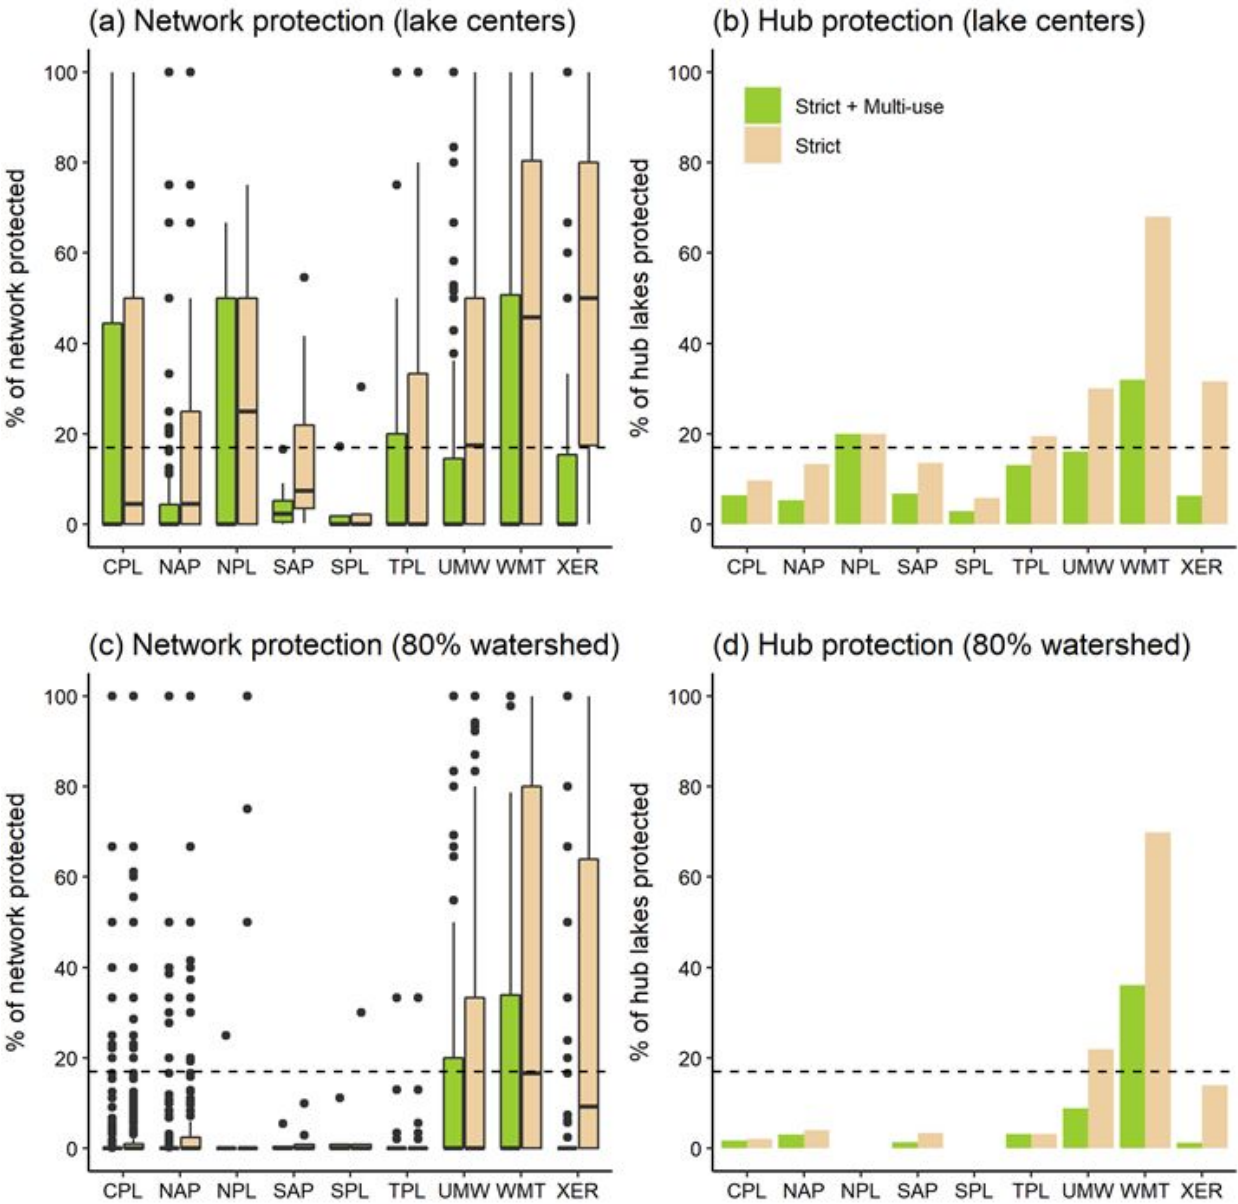 (a) Network protection (lake centers)
% of network protected
100
80
60
40
20
0
CPL NAP NPL SAP SPL TPL UMW WMT XER
(b) Hub protection (lake centers)
% of hub lakes protected
100
80
60
40
20
0
Strict + Multi-use
Strict
CPL NAP NPL SAP SPL TPL UMW WMT XER
(c) Network protection (80% watershed)
% of network protected
100
80
60
40
20
0
CPL NAP NPL SAP SPL TPL UMW WMT XER
(d) Hub protection (80% watershed)
% of hub lakes protected
100
80
60
40
20
0
CPL NAP NPL SAP SPL TPL UMW WMT XER